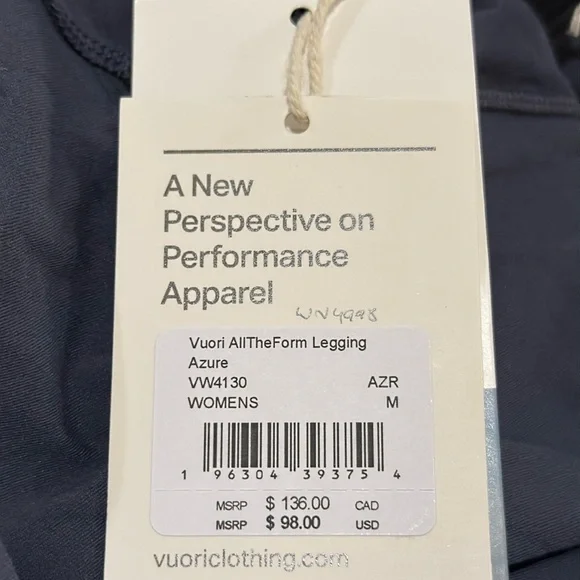 A New
Perspective on
Performance
Apparel
WN4998
Vuori AllTheForm Legging
Azure
VW4130 AZR
WOMENS M
1 96304 39375 4
MSRP $ 136.00 CAD
MSRP $ 98.00 USD
vuoriclothing.com